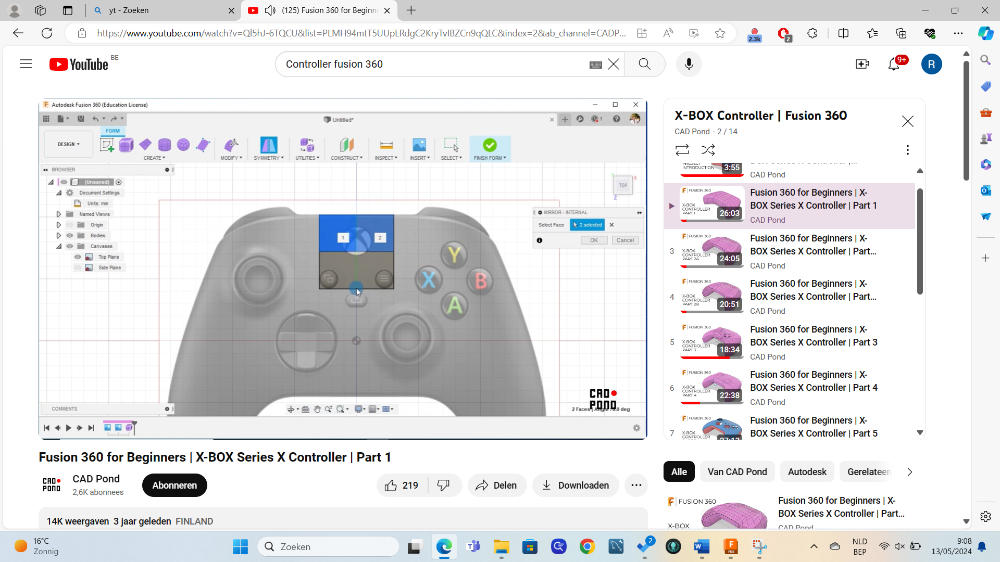 yt - Zoeken
(125) Fusion 360 for Beginne
https://www.youtube.com/watch?v=Ql5hJ-6TQCU&list=PLMH94mtT5UUpLRdgC2KryTvIBZCn9qQLC&index=2&ab_channel=CADP...
2.3k
2
YouTube
BE
Controller fusion 360
9+
R
Autodesk Fusion 360 (Education License)
Untitled*
1
FORM
DESIGN
CREATE
MODIFY
SYMMETRY
UTILITIES
CONSTRUCT
INSPECT
INSERT
SELECT
FINISH FORM
BROWSER
(Unsaved)
Document Settings
Units: mm
Named Views
Origin
Bodies
Canvases
Top Plane
Side Plane
TOP
X
Z
MIRROR - INTERNAL
Select Face
2 selected
OK
Cancel
1
2
Y
X
B
A
CAD
POND
2 Faces | Angle : 0.0 deg
COMMENTS
X-BOX Controller | Fusion 360
CAD Pond - 2 / 14
PROJECT
INTRODUCTION
3:55
CAD Pond
FUSION 360
X-BOX
CONTROLLER
PART 1
26:03
Fusion 360 for Beginners | X-
BOX Series X Controller | Part 1
CAD Pond
3
FUSION 360
X-BOX
CONTROLLER
PART 2A
24:05
Fusion 360 for Beginners | X-
BOX Series X Controller | Part...
CAD Pond
4
FUSION 360
X-BOX
CONTROLLER
PART 2B
20:51
Fusion 360 for Beginners | X-
BOX Series X Controller | Part...
CAD Pond
5
FUSION 360
X-BOX
CONTROLLER
PART 3
18:34
Fusion 360 for Beginners | X-
BOX Series X Controller | Part 3
CAD Pond
6
FUSION 360
X-BOX
CONTROLLER
PART 4
22:38
Fusion 360 for Beginners | X-
BOX Series X Controller | Part 4
CAD Pond
7
FUSION 360
X-BOX
Fusion 360 for Beginners | X-
BOX Series X Controller | Part 5
Fusion 360 for Beginners | X-BOX Series X Controller | Part 1
CAD
POND
CAD Pond
2,6K abonnees
Abonneren
219
Delen
Downloaden
14K weergaven 3 jaar geleden FINLAND
Alle
Van CAD Pond
Autodesk
Gerelateer
FUSION 360
X-BOX
Fusion 360 for Beginners | X-
BOX Series X Controller | Part...
CAD Pond
16°C
Zonnig
Zoeken
2
NLD
BEP
9:08
13/05/2024